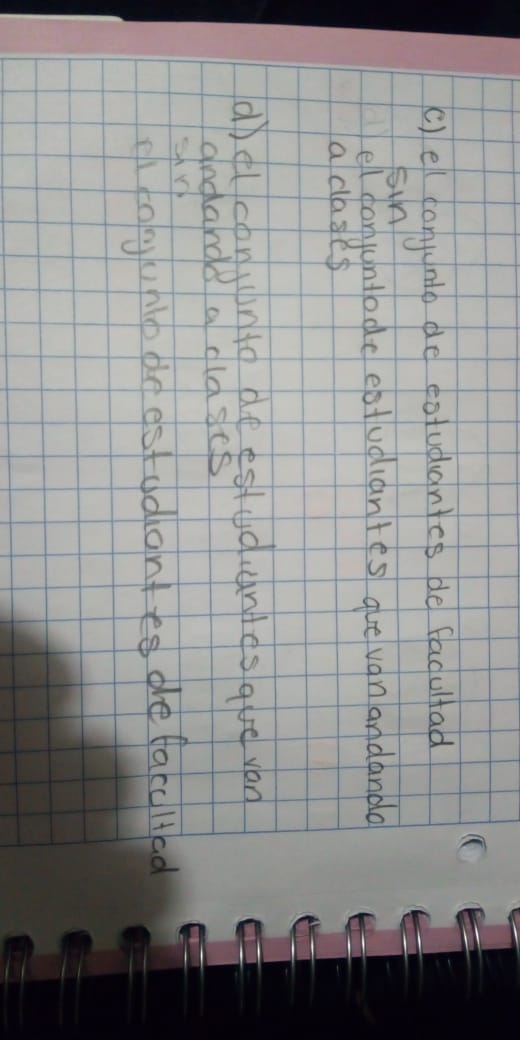 c) el conjunto de estudiantes de facultad
sin
el conjunto de estudiantes que van andando
a clases
d) el conjunto de estudiantes que van
andando a clases
sin
el conjunto de estudiantes de facultad